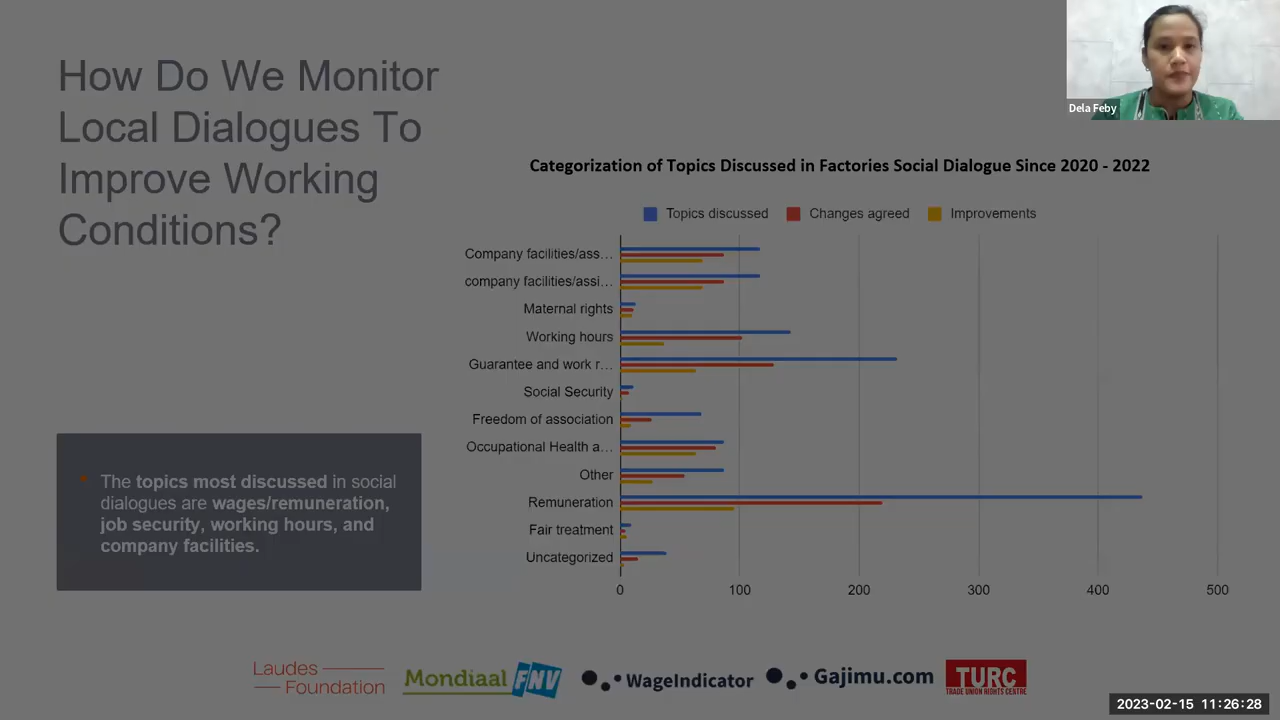 How Do We Monitor
Local Dialogues To
Improve Working
Conditions?
Dela Feby
Categorization of Topics Discussed in Factories Social Dialogue Since 2020 - 2022
Topics discussed
Changes agreed
Improvements
Company facilities/ass...
company facilities/assi...
Maternal rights
Working hours
Guarantee and work r...
Social Security
Freedom of association
Occupational Health a...
Other
Remuneration
Fair treatment
Uncategorized
0 100 200 300 400 500
The topics most discussed in social
dialogues are wages/remuneration,
job security, working hours, and
company facilities.
Laudes
Foundation
Mondiaal FNV
WageIndicator
Gajimu.com
TURC
TRADE UNION RIGHTS CENTRE
2023-02-15 11:26:28